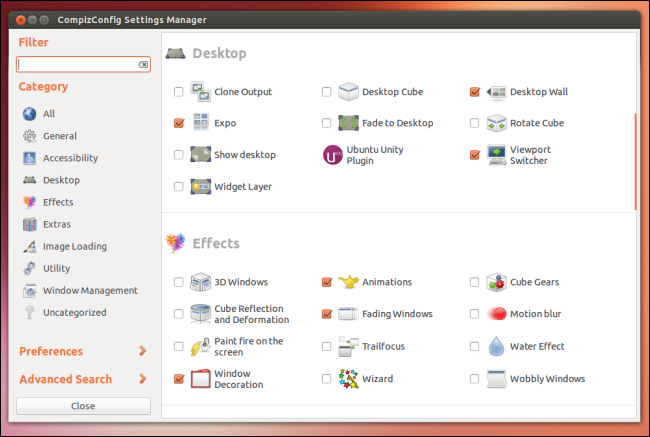 CompizConfig Settings Manager
Filter
Category
All
General
Accessibility
Desktop
Effects
Extras
Image Loading
Utility
Window Management
Uncategorized
Preferences
Advanced Search
Close
Desktop
Clone Output
Desktop Cube
Desktop Wall
Expo
Fade to Desktop
Rotate Cube
Show desktop
Ubuntu Unity
Plugin
Viewport
Switcher
Widget Layer
Effects
3D Windows
Animations
Cube Gears
Cube Reflection
and Deformation
Fading Windows
Motion blur
Paint fire on the
screen
Trailfocus
Water Effect
Window
Decoration
Wizard
Wobbly Windows